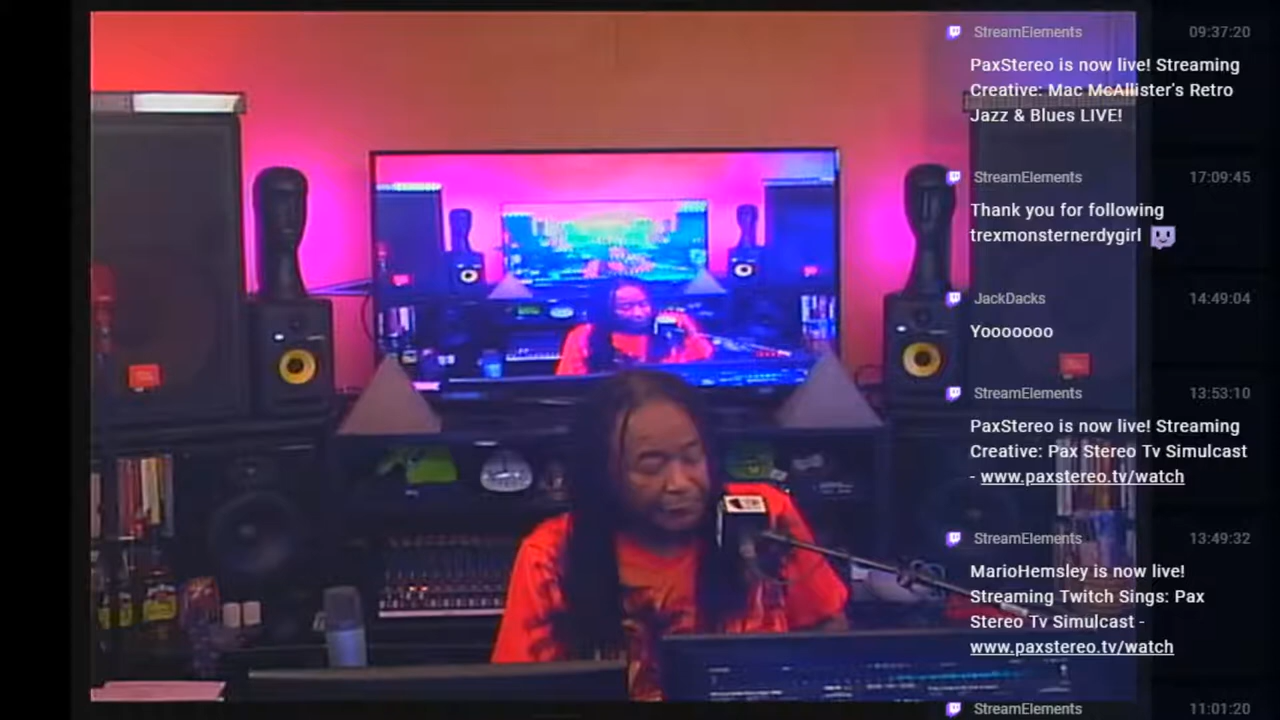 StreamElements 09:37:20
PaxStereo is now live! Streaming
Creative: Mac McAllister's Retro
Jazz & Blues LIVE!
StreamElements 17:09:45
Thank you for following
trexmonsternerdygirl
JackDacks 14:49:04
Yooooooo
StreamElements 13:53:10
PaxStereo is now live! Streaming
Creative: Pax Stereo Tv Simulcast
- www.paxstereo.tv/watch
StreamElements 13:49:32
MarioHemsley is now live!
Streaming Twitch Sings: Pax
Stereo Tv Simulcast -
www.paxstereo.tv/watch
StreamElements 11:01:20